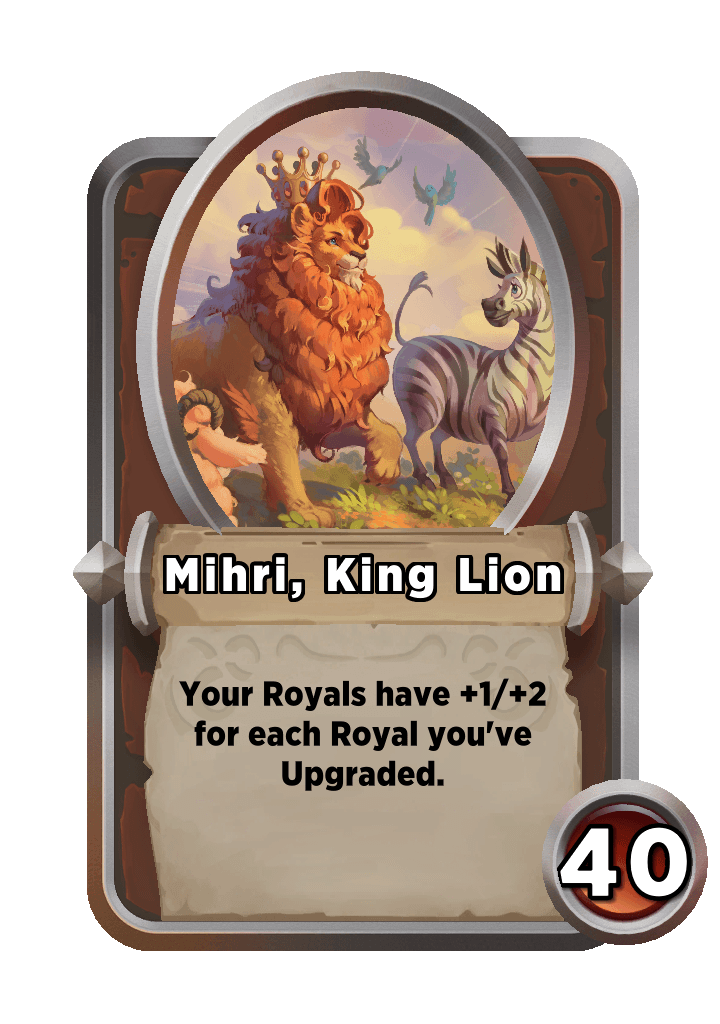 Mihri, King Lion
Your Royals have +1/+2
for each Royal you've
Upgraded.
40